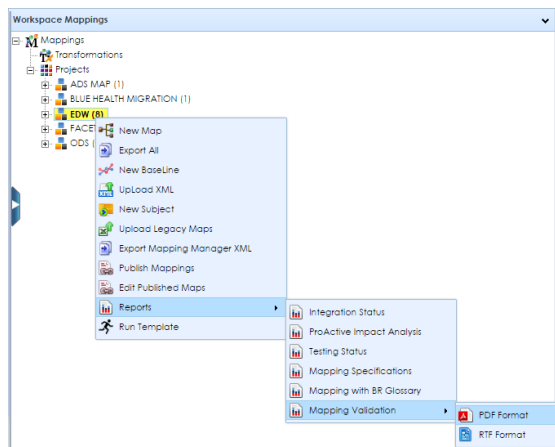 Workspace Mappings
Mappings
Transformations
Projects
ADS MAP (1)
BLUE HEALTH MIGRATION (1)
EDW (8)
FACET
ODS (
New Map
Export All
New BaseLine
UpLoad XML
New Subject
Upload Legacy Maps
Export Mapping Manager XML
Publish Mappings
Edit Published Maps
Reports
Run Template
Integration Status
ProActive Impact Analysis
Testing Status
Mapping Specifications
Mapping with BR Glossary
Mapping Validation
PDF Format
RTF Format